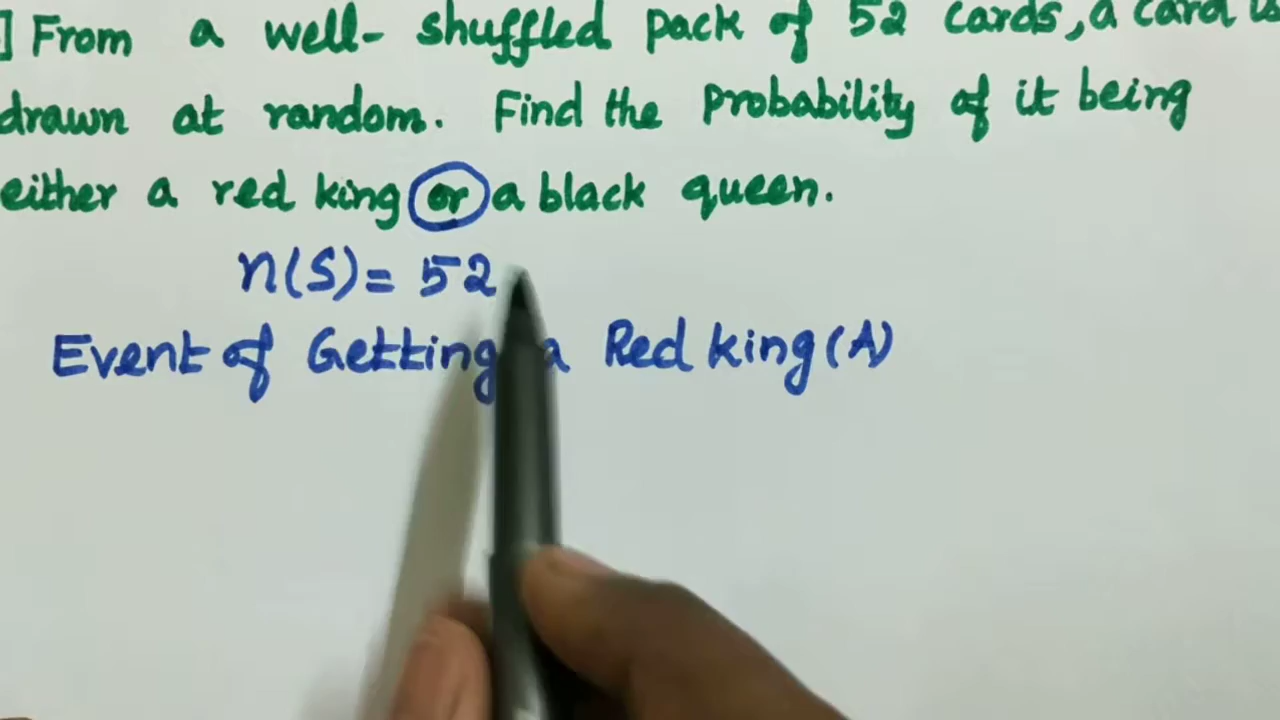 ] From a well- shuffled pack of 52 cards, a card is
drawn at random. Find the Probability of it being
either a red king or a black queen.
n(S) = 52
Event of Getting a Red king (A)